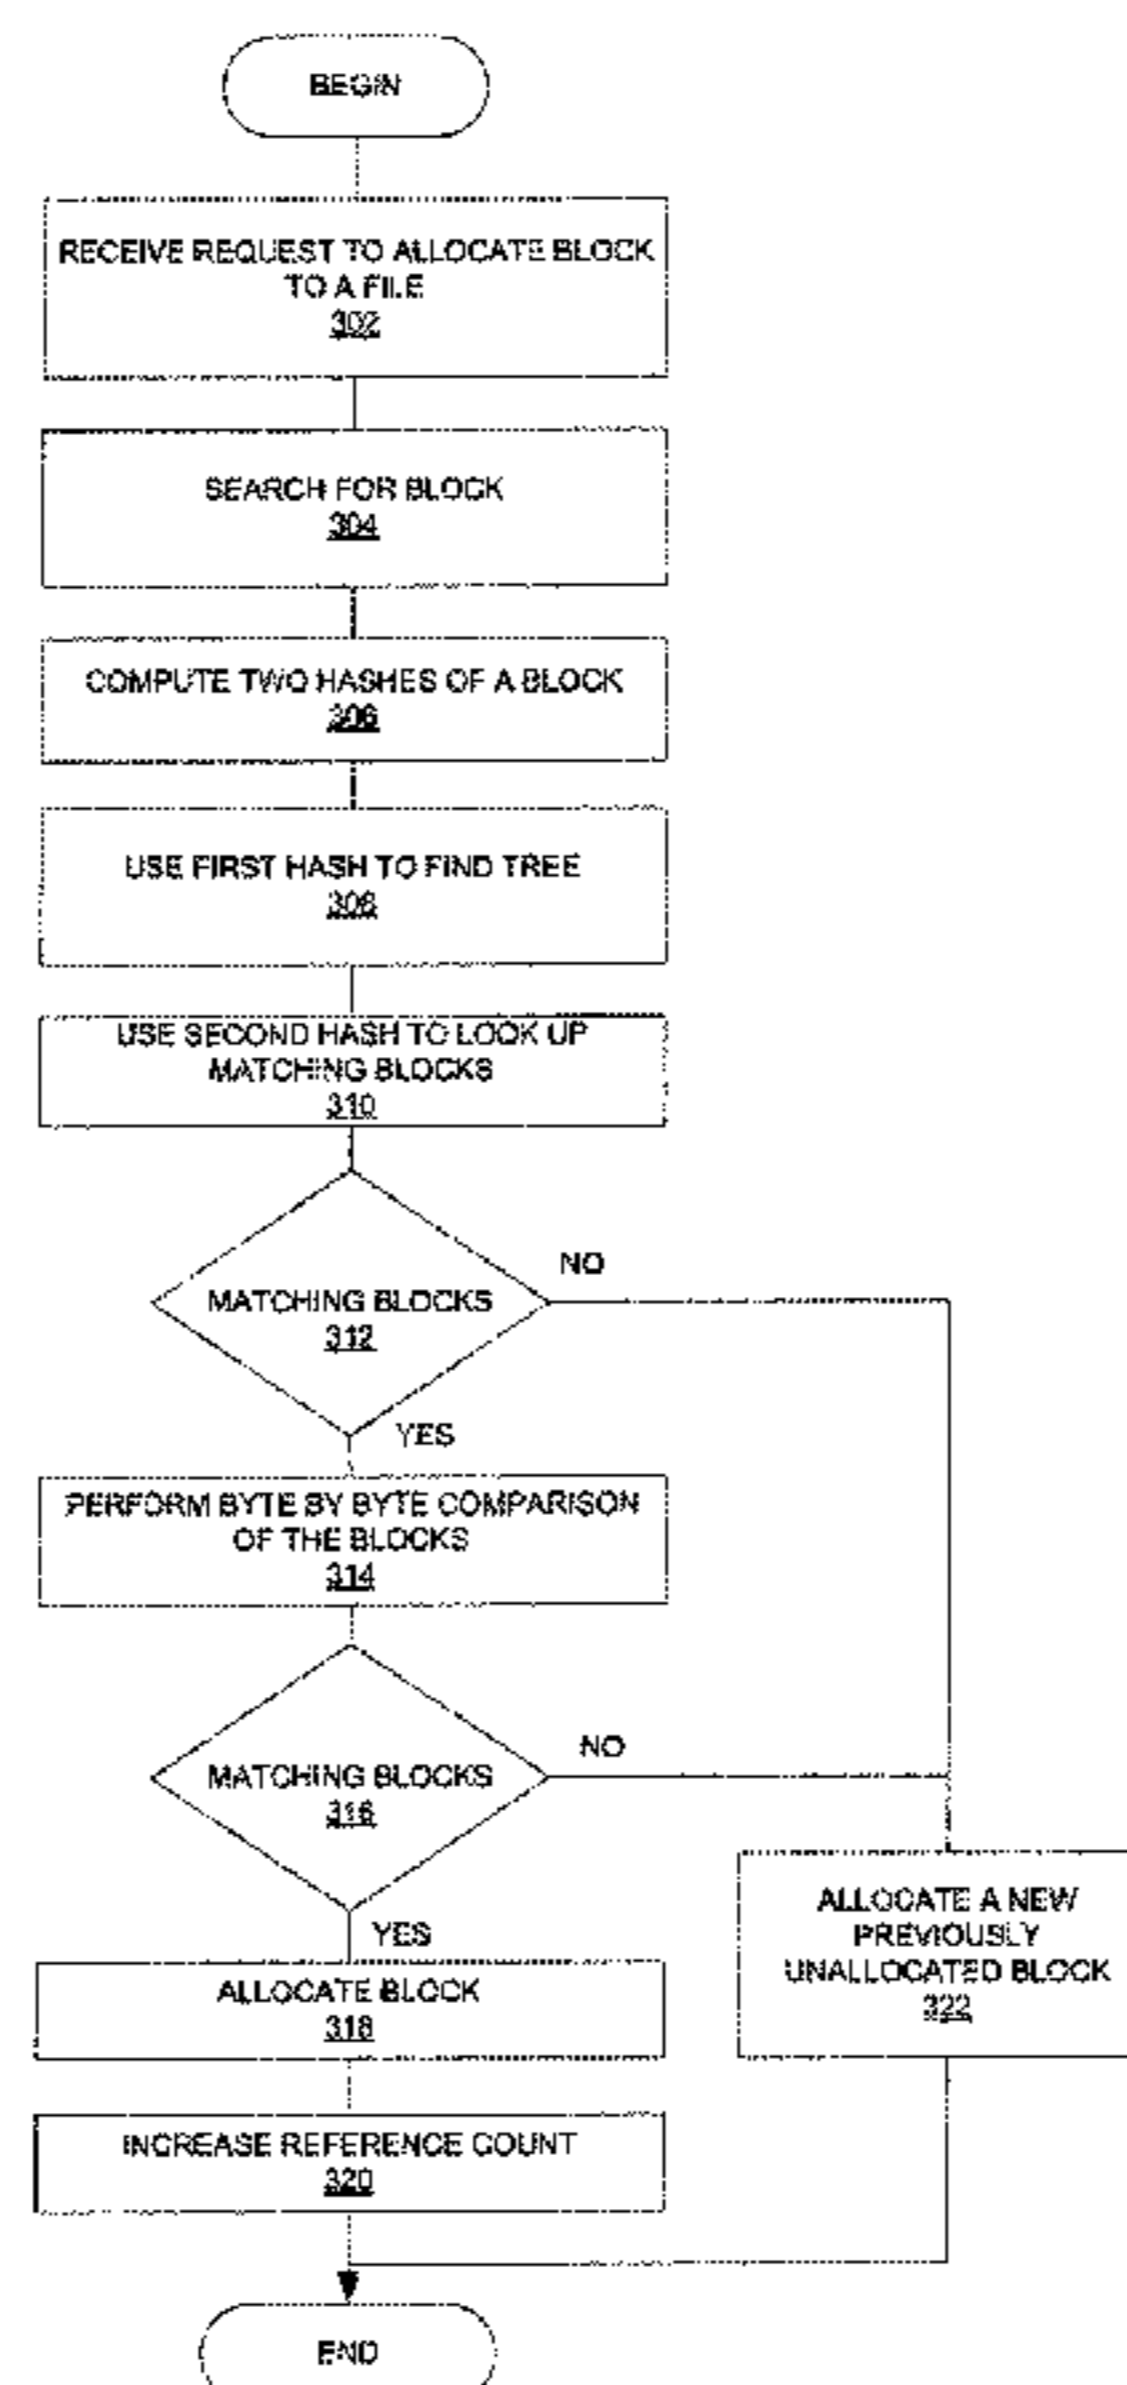 BEGIN
RECEIVE REQUEST TO ALLOCATE BLOCK
TO A FILE
302
SEARCH FOR BLOCK
304
COMPUTE TWO HASHES OF A BLOCK
306
USE FIRST HASH TO FIND TREE
308
USE SECOND HASH TO LOOK UP
MATCHING BLOCKS
310
MATCHING BLOCKS
312
NO
YES
PERFORM BYTE BY BYTE COMPARISON
OF THE BLOCKS
314
MATCHING BLOCKS
316
NO
YES
ALLOCATE BLOCK
318
ALLOCATE A NEW
PREVIOUSLY
UNALLOCATED BLOCK
322
INCREASE REFERENCE COUNT
320
END